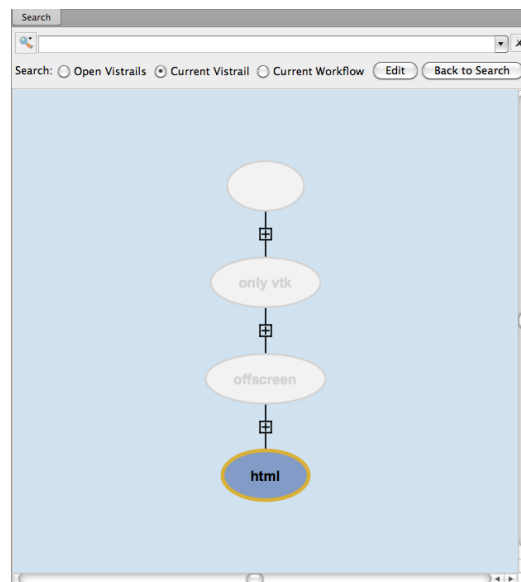 Search
Search: Open Vistrails Current Vistrail Current Workflow Edit Back to Search
only vtk
offscreen
html